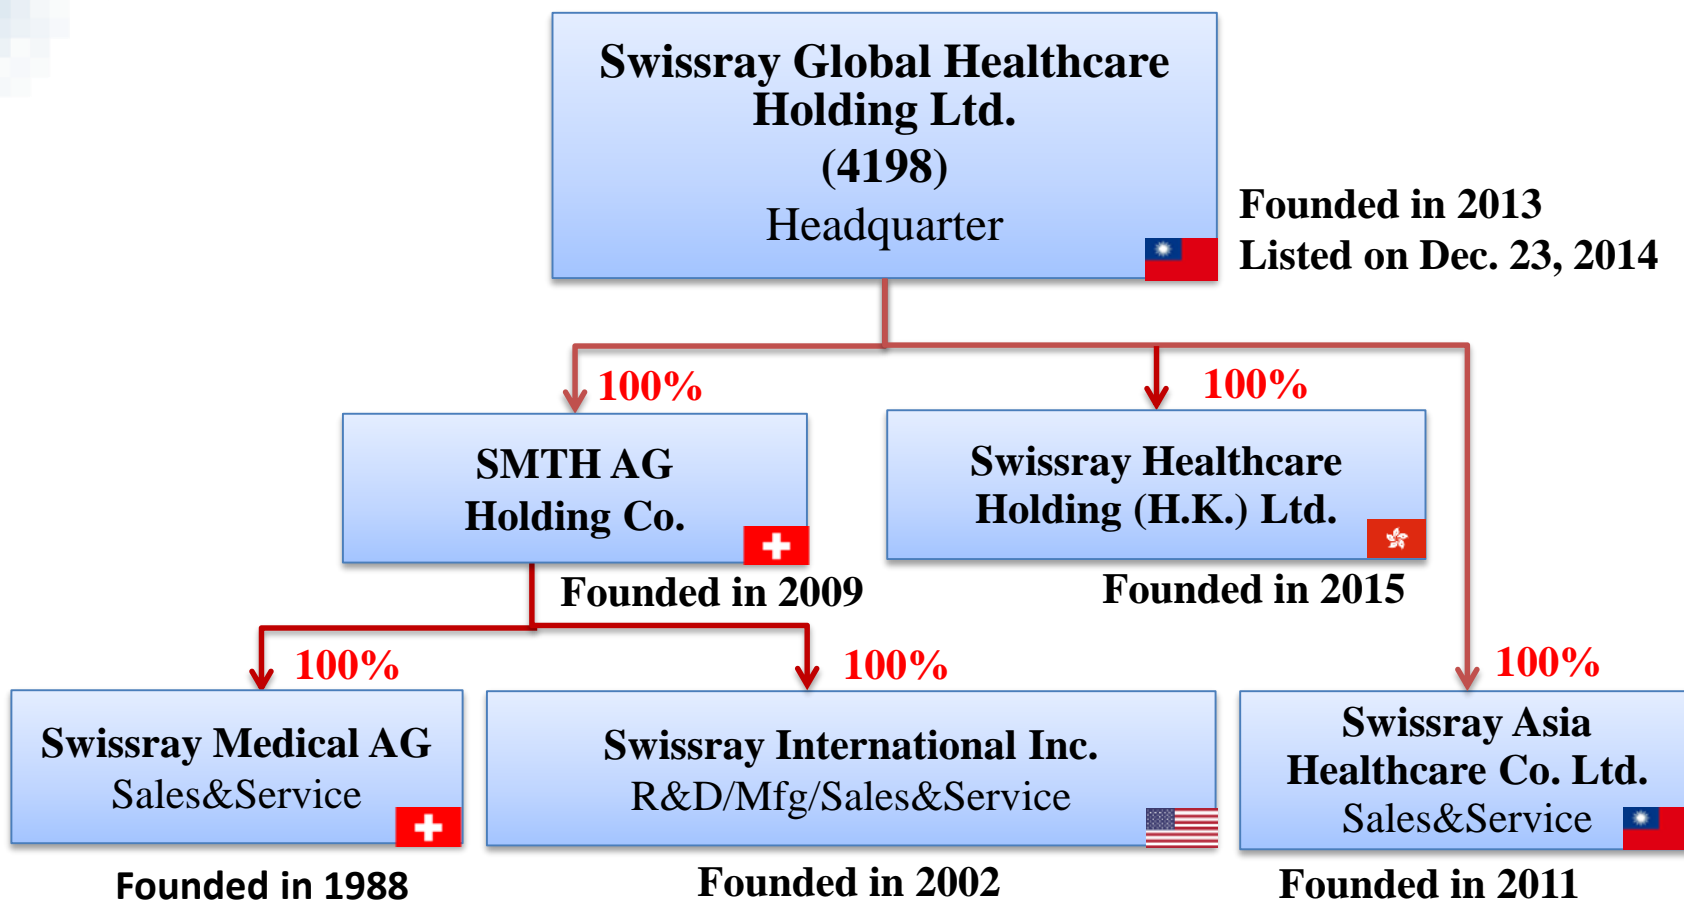 Swissray Global Healthcare
Holding Ltd.
(4198)
Headquarter
Founded in 2013
Listed on Dec. 23, 2014
100%
100%
SMTH AG
Holding Co.
Swissray Healthcare
Holding (H.K.) Ltd.
Founded in 2009
Founded in 2015
100%
100%
100%
Swissray Medical AG
Sales&Service
Swissray International Inc.
R&D/Mfg/Sales&Service
Swissray Asia
Healthcare Co. Ltd.
Sales&Service
Founded in 1988
Founded in 2002
Founded in 2011